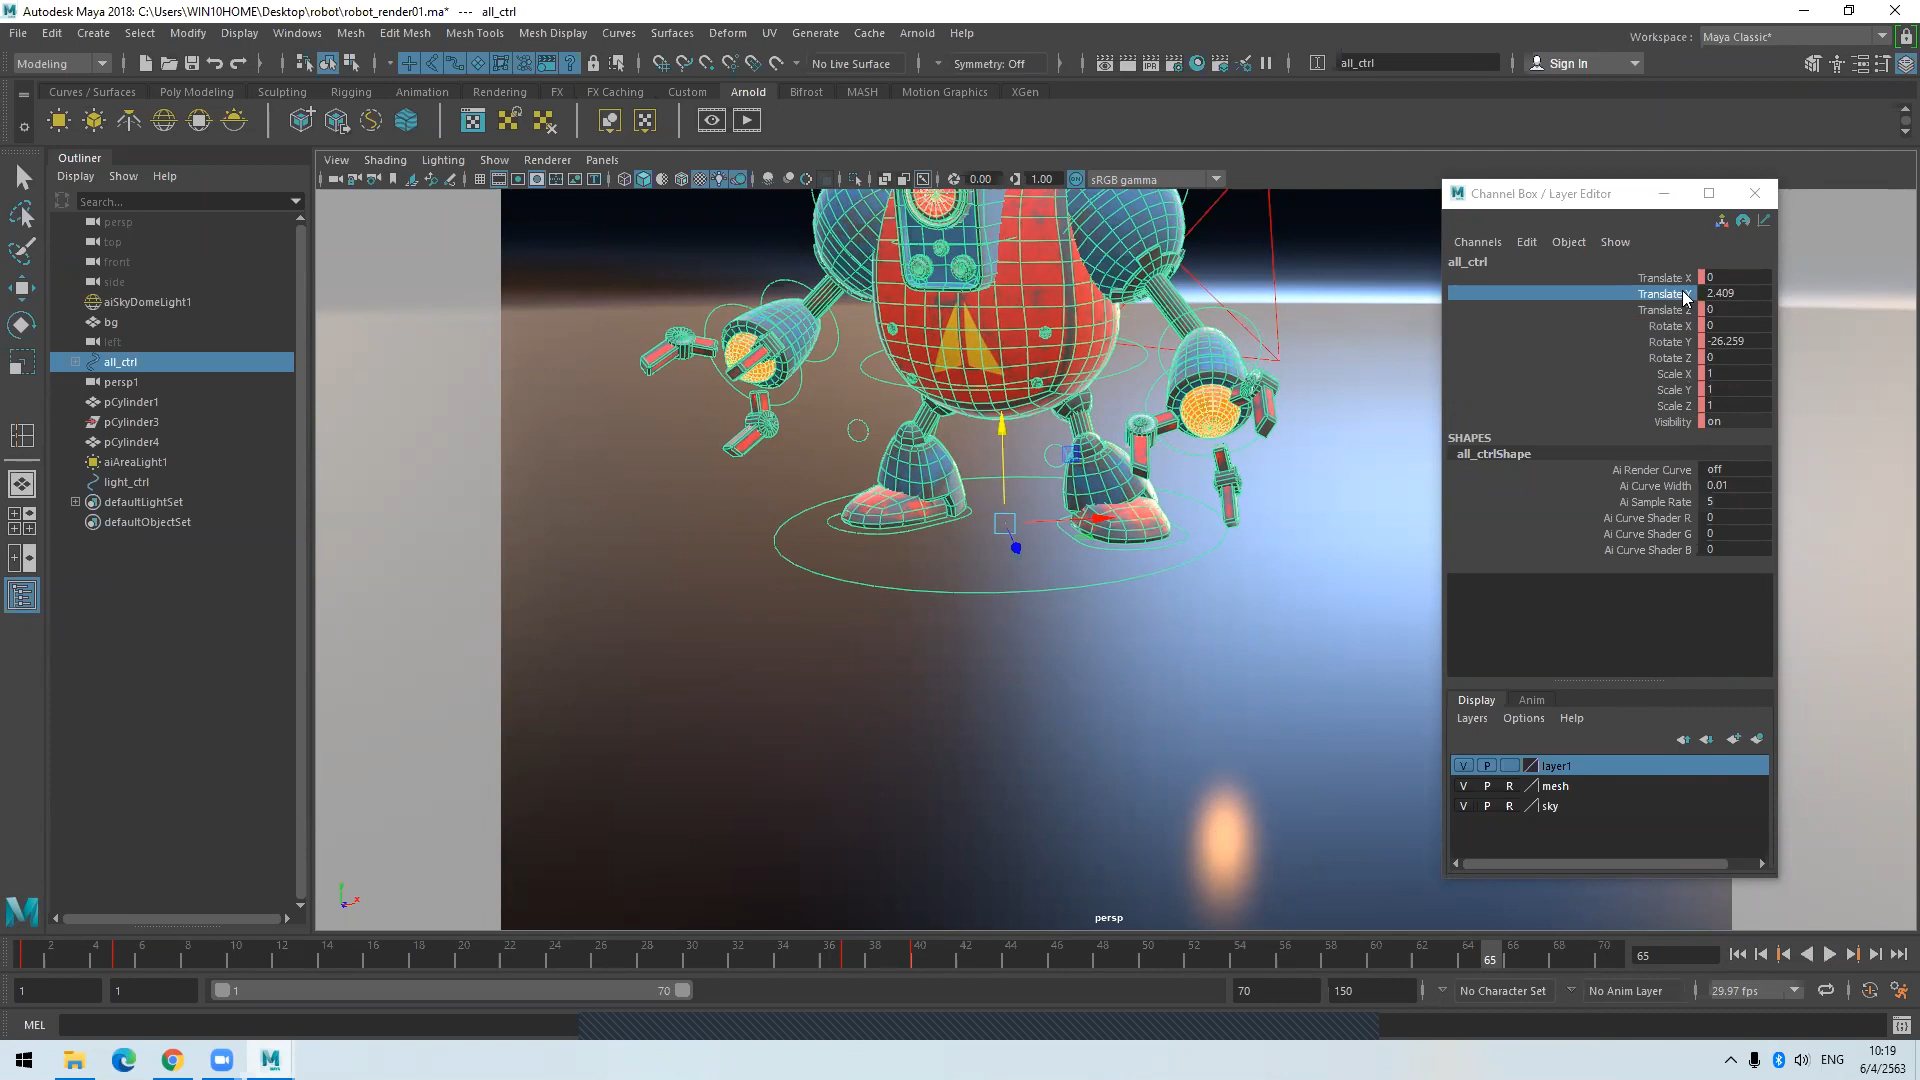 Autodesk Maya 2018: C:\Users\WIN10HOME\Desktop\robot\robot_render01.ma* --- all_ctrl
File Edit Create Select Modify Display Windows Mesh Edit Mesh Mesh Tools Mesh Display Curves Surfaces Deform UV Generate Cache Arnold Help
Workspace : Maya Classic*
Modeling No Live Surface Symmetry: Off all_ctrl Sign In
Curves / Surfaces Poly Modeling Sculpting Rigging Animation Rendering FX FX Caching Custom Arnold Bifrost MASH Motion Graphics XGen
Outliner
Display Show Help
Search...
persp
top
front
side
aiSkyDomeLight1
bg
left
all_ctrl
persp1
pCylinder1
pCylinder3
pCylinder4
aiAreaLight1
light_ctrl
defaultLightSet
defaultObjectSet
View Shading Lighting Show Renderer Panels
0.00 1.00 sRGB gamma
persp
Channel Box / Layer Editor
Channels Edit Object Show
all_ctrl
Translate X 0
Translate Y 2.409
Translate Z 0
Rotate X 0
Rotate Y -26.259
Rotate Z 0
Scale X 1
Scale Y 1
Scale Z 1
Visibility on
SHAPES
all_ctrlShape
Ai Render Curve off
Ai Curve Width 0.01
Ai Sample Rate 5
Ai Curve Shader R 0
Ai Curve Shader G 0
Ai Curve Shader B 0
Display Anim
Layers Options Help
V P layer1
V P R mesh
V P R sky
2 4 6 8 10 12 14 16 18 20 22 24 26 28 30 32 34 36 38 40 42 44 46 48 50 52 54 56 58 60 62 64 66 68 70
65 65
1 1 1 70 70 150 No Character Set No Anim Layer 29.97 fps
MEL
ENG
10:19
6/4/2563